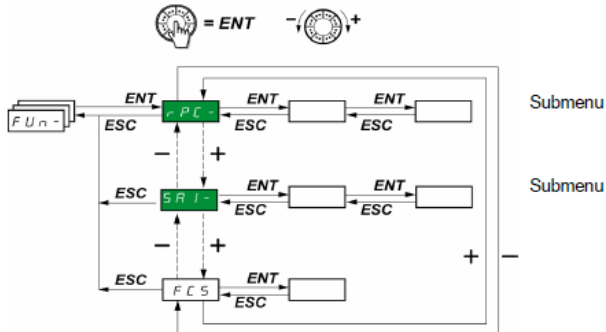 = ENT - +
ENT ENT ENT Submenu
rPC-
FUn-
ESC ESC ESC
- +
ESC SAI- ENT ENT Submenu
ESC ESC
- + + -
ESC FCS ENT
ESC